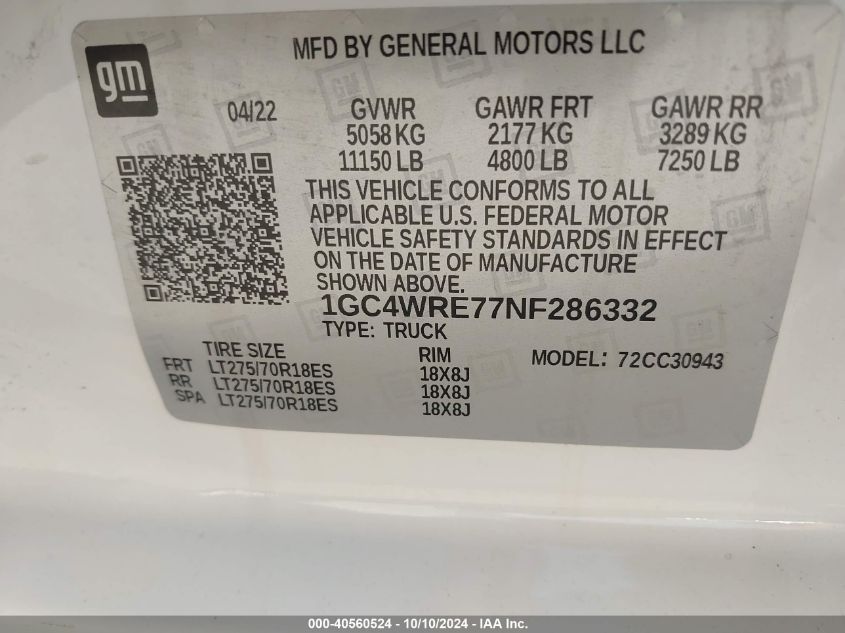 MFD BY GENERAL MOTORS LLC
gm
04/22
GVWR GAWR FRT GAWR RR
5058 KG 2177 KG 3289 KG
11150 LB 4800 LB 7250 LB
THIS VEHICLE CONFORMS TO ALL
APPLICABLE U.S. FEDERAL MOTOR
VEHICLE SAFETY STANDARDS IN EFFECT
ON THE DATE OF MANUFACTURE
SHOWN ABOVE.
1GC4WRE77NF286332
TYPE: TRUCK
TIRE SIZE RIM MODEL: 72CC30943
FRT LT275/70R18ES 18X8J
RR LT275/70R18ES 18X8J
SPA LT275/70R18ES 18X8J
000-40560524 - 10/10/2024 - IAA Inc.